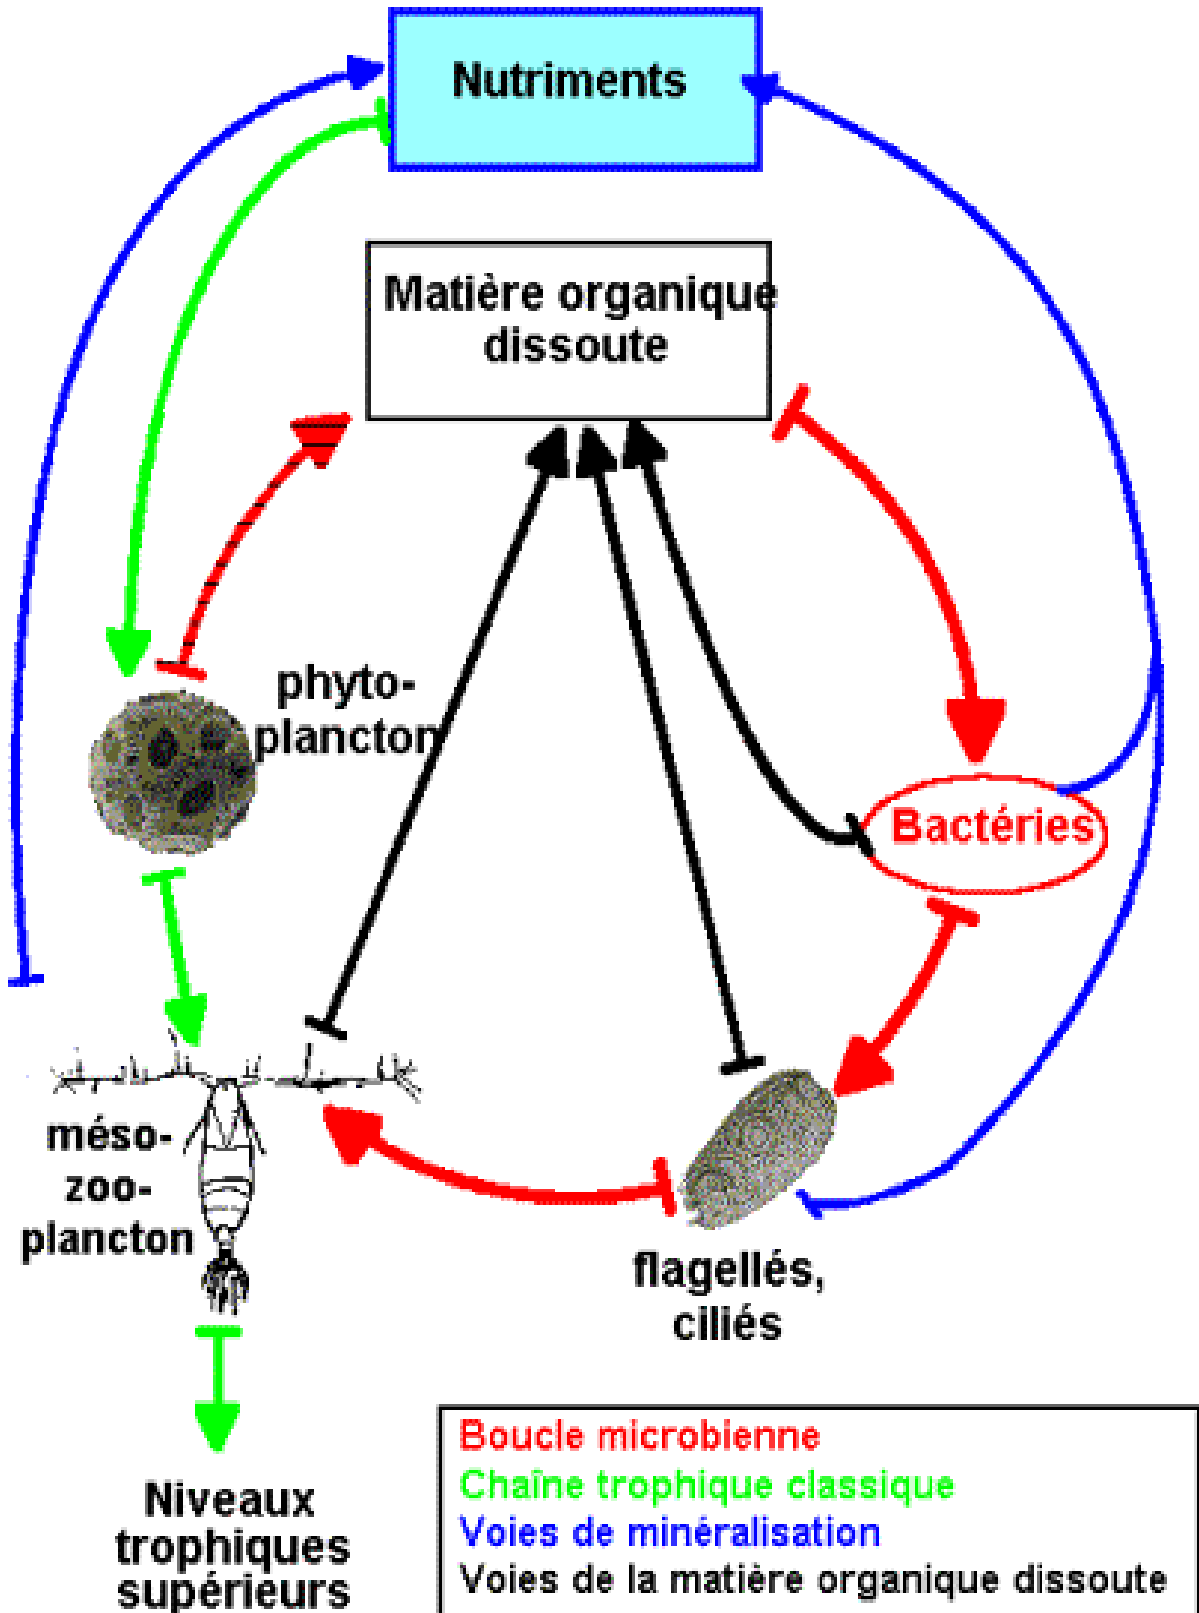 Nutriments
Matière organique
dissoute
phyto-
plancton
Bactéries
méso-
zoo-
plancton
flagellés,
ciliés
Niveaux
trophiques
supérieurs
Boucle microbienne
Chaîne trophique classique
Voies de minéralisation
Voies de la matière organique dissoute